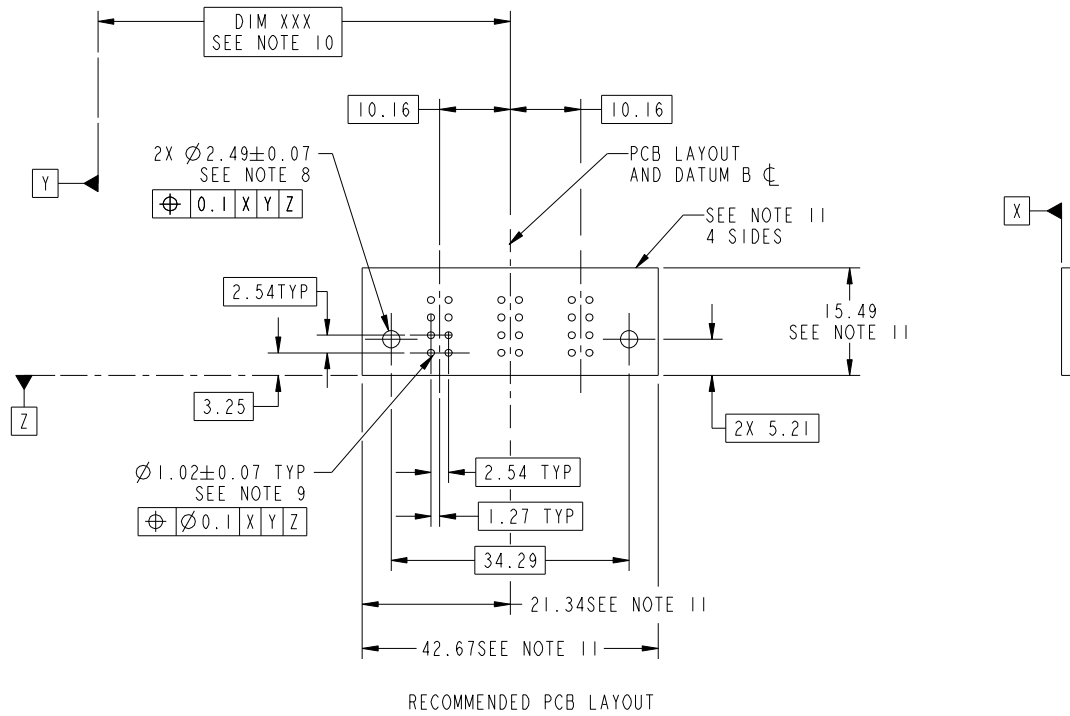 DIM XXX
SEE NOTE 10
10.16
10.16
2X Ø2.49±0.07
SEE NOTE 8
⌖ 0.1 X Y Z
PCB LAYOUT
AND DATUM B ℄
Y
X
SEE NOTE 11
4 SIDES
2.54TYP
15.49
SEE NOTE 11
3.25
Z
2X 5.21
Ø1.02±0.07 TYP
SEE NOTE 9
⌖ Ø0.1 X Y Z
2.54 TYP
1.27 TYP
34.29
21.34SEE NOTE 11
42.67SEE NOTE 11
RECOMMENDED PCB LAYOUT